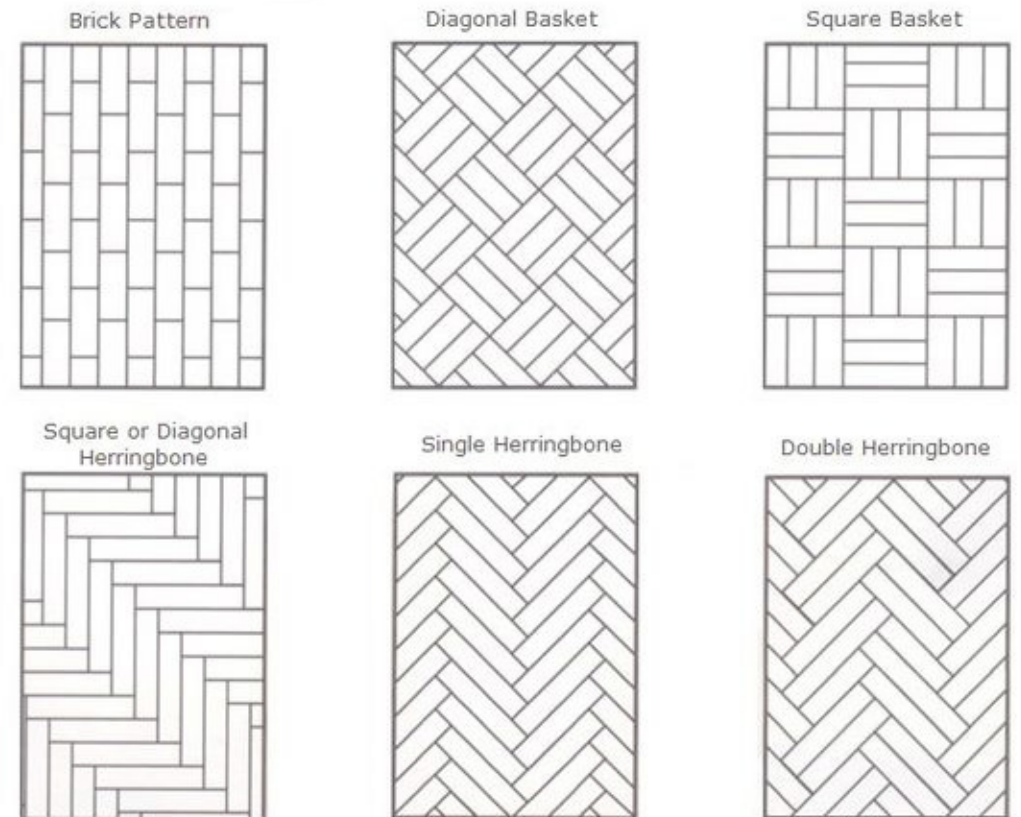 Brick Pattern
Diagonal Basket
Square Basket
Square or Diagonal
Herringbone
Single Herringbone
Double Herringbone